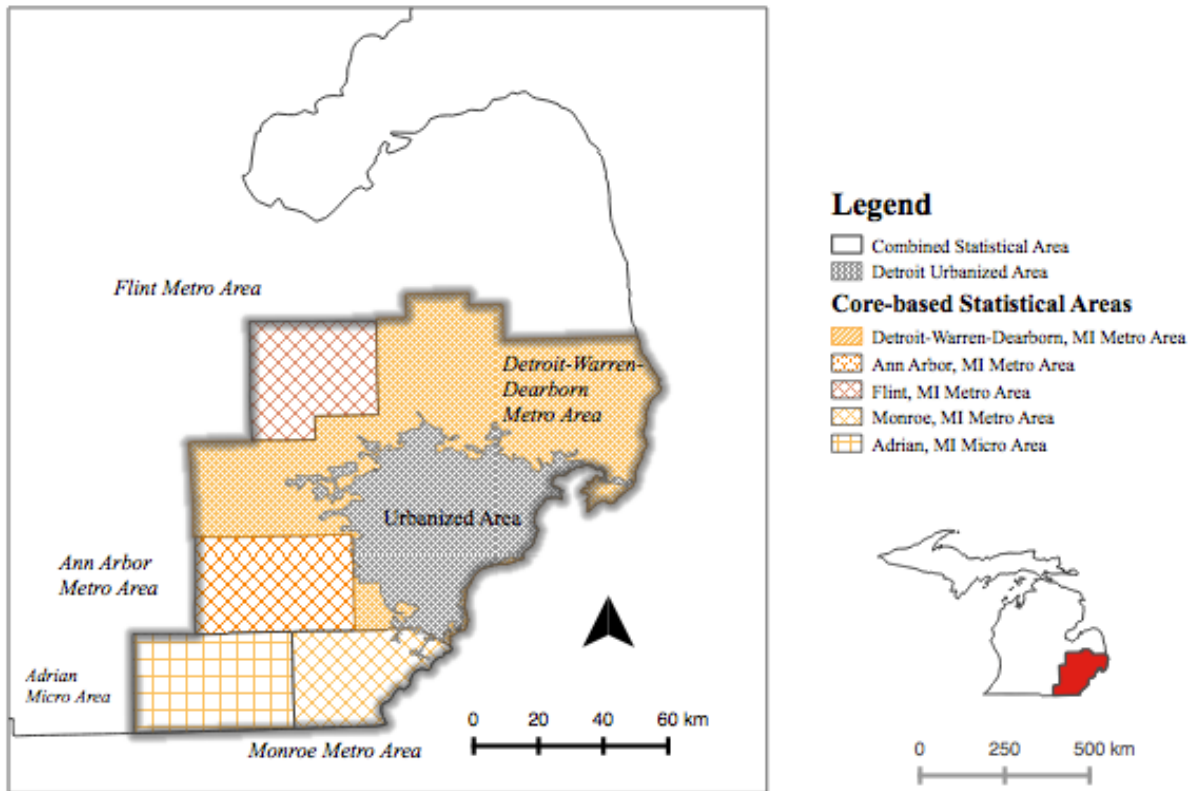 Flint Metro Area
Detroit-Warren-
Dearborn
Metro Area
Urbanized Area
Ann Arbor
Metro Area
Adrian
Micro Area
Monroe Metro Area
0 20 40 60 km
Legend
Combined Statistical Area
Detroit Urbanized Area
Core-based Statistical Areas
Detroit-Warren-Dearborn, MI Metro Area
Ann Arbor, MI Metro Area
Flint, MI Metro Area
Monroe, MI Metro Area
Adrian, MI Micro Area
0 250 500 km